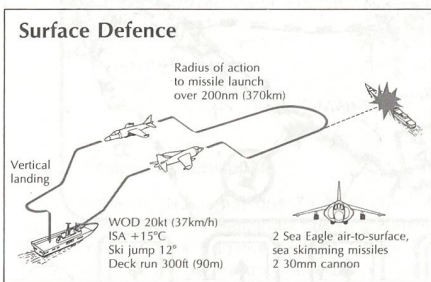 Surface Defence
Radius of action
to missile launch
over 200nm (370km)
Vertical
landing
WOD 20kt (37km/h)
ISA +15°C
Ski jump 12°
Deck run 300ft (90m)
2 Sea Eagle air-to-surface,
sea skimming missiles
2 30mm cannon